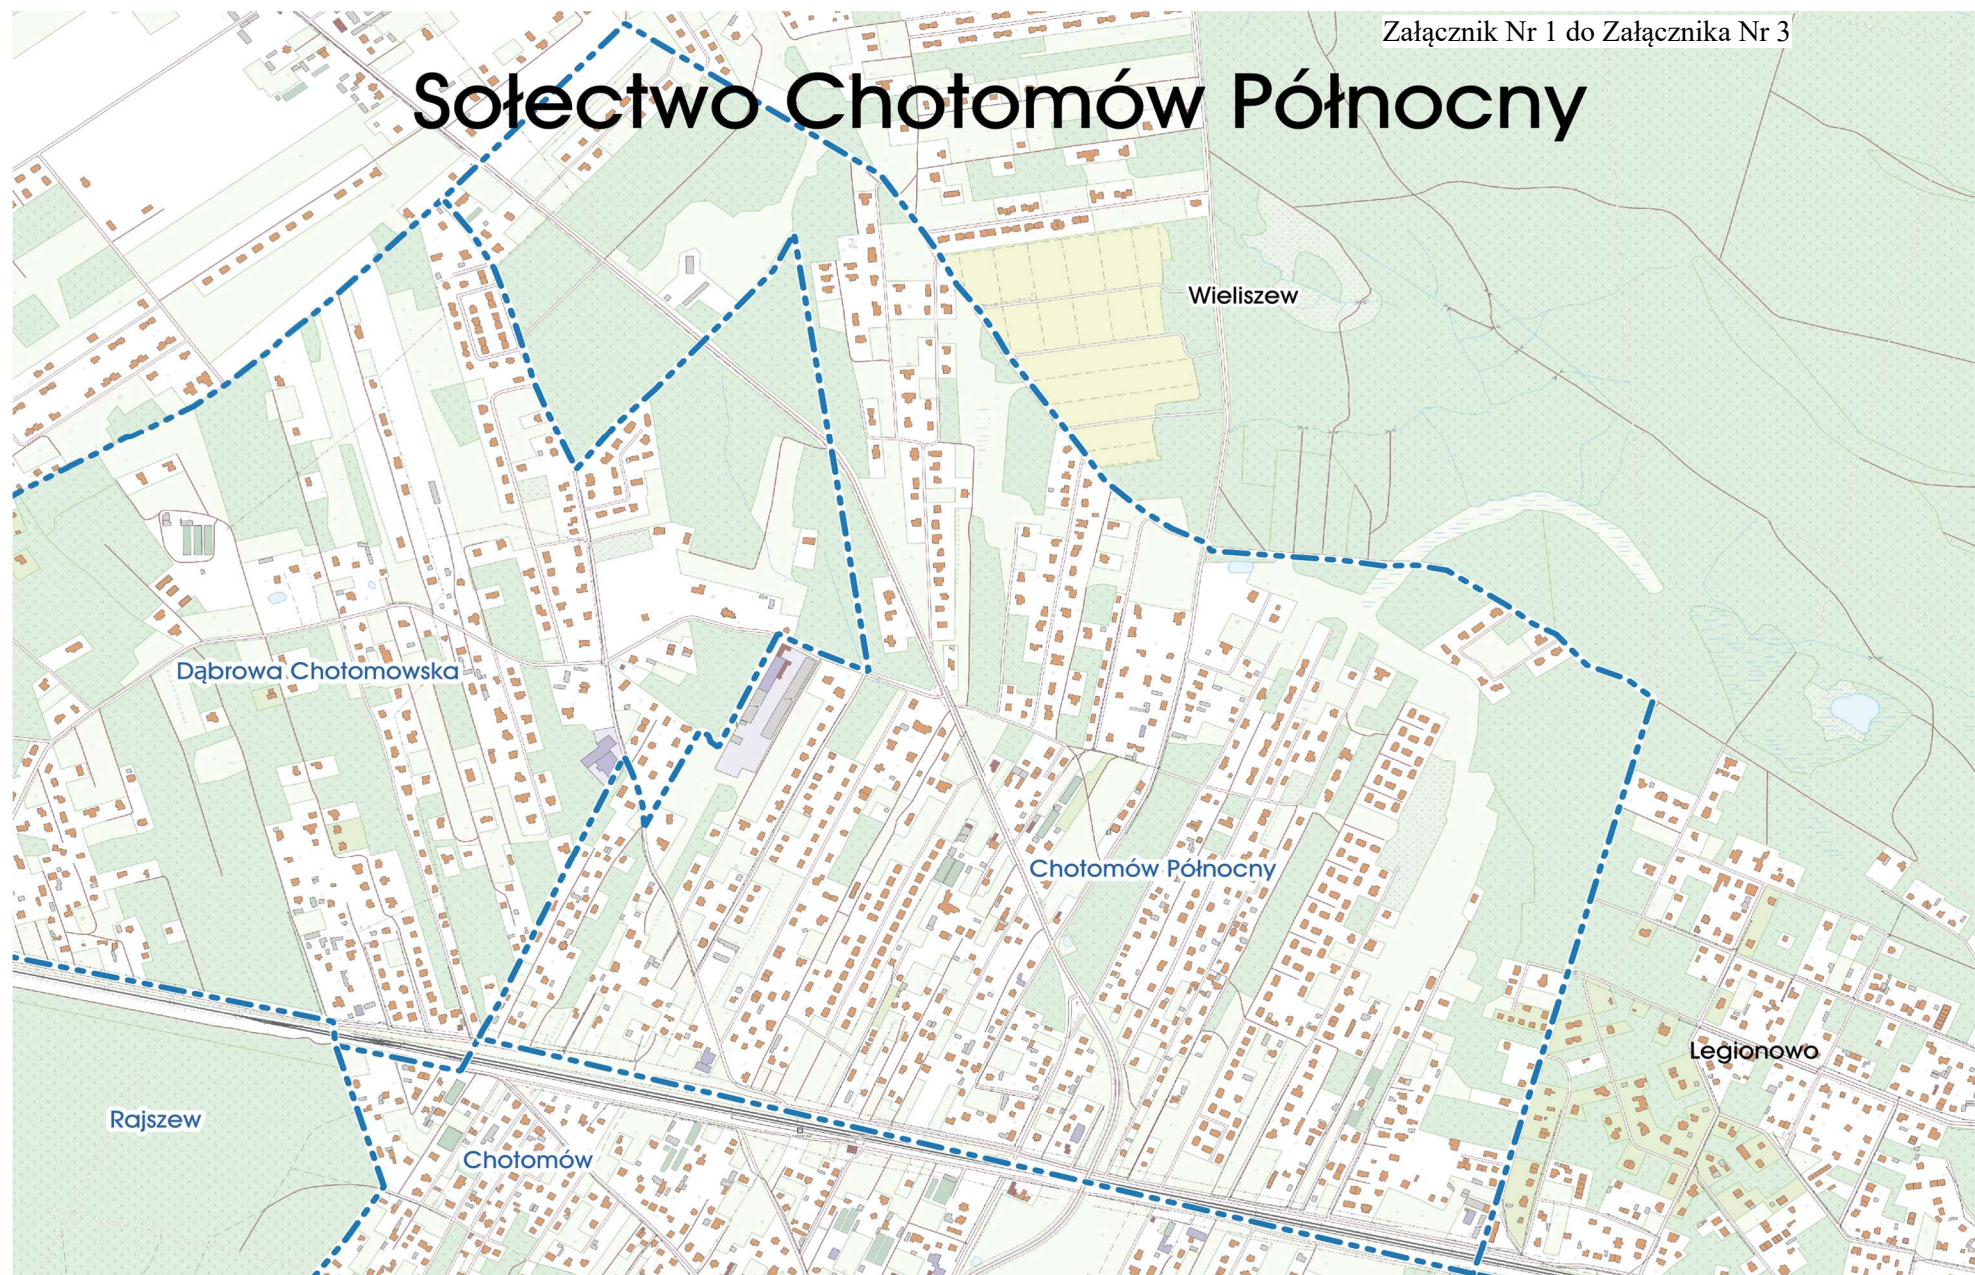 Załącznik Nr 1 do Załącznika Nr 3
Sołectwo Chotomów Północny
Wieliszew
Dąbrowa Chotomowska
Chotomów Północny
Legionowo
Rajszew
Chotomów